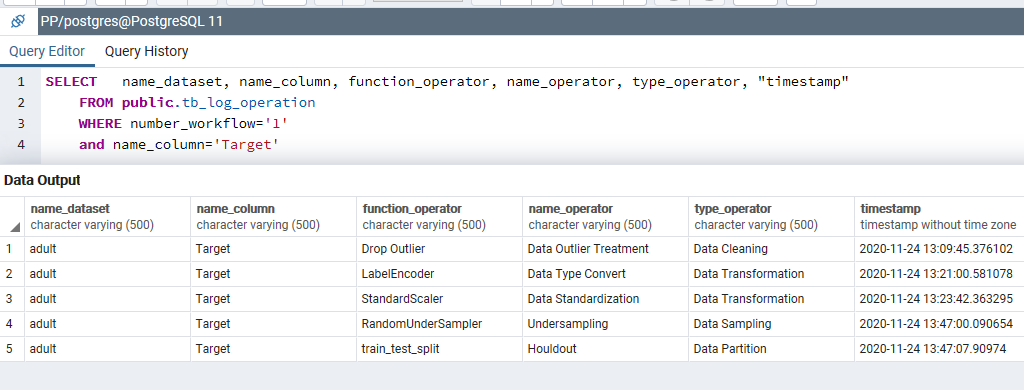 PP/postgres@PostgreSQL 11
Query Editor Query History
1 SELECT name_dataset, name_column, function_operator, name_operator, type_operator, "timestamp"
2 FROM public.tb_log_operation
3 WHERE number_workflow='1'
4 and name_column='Target'
Data Output
name_dataset name_column function_operator name_operator type_operator timestamp
character varying (500) character varying (500) character varying (500) character varying (500) character varying (500) timestamp without time zone
1 adult Target Drop Outlier Data Outlier Treatment Data Cleaning 2020-11-24 13:09:45.376102
2 adult Target LabelEncoder Data Type Convert Data Transformation 2020-11-24 13:21:00.581078
3 adult Target StandardScaler Data Standardization Data Transformation 2020-11-24 13:23:42.363295
4 adult Target RandomUnderSampler Undersampling Data Sampling 2020-11-24 13:47:00.090654
5 adult Target train_test_split Houldout Data Partition 2020-11-24 13:47:07.90974